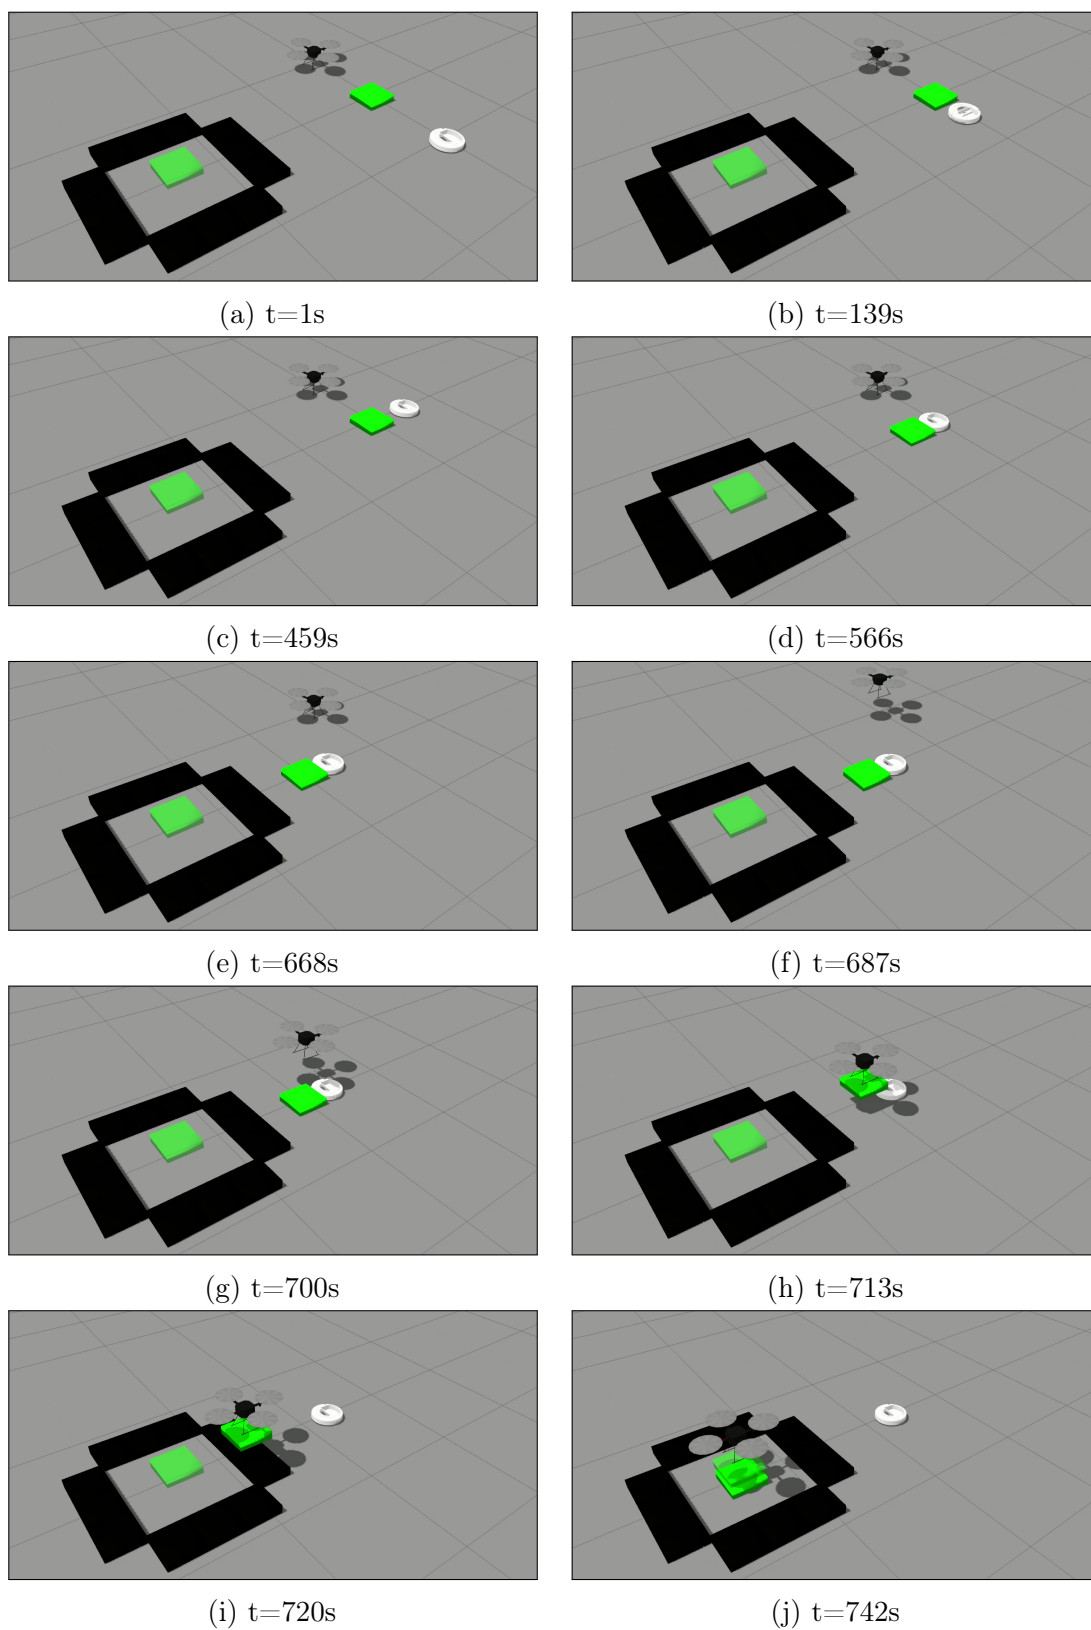 (a) t=1s
(b) t=139s
(c) t=459s
(d) t=566s
(e) t=668s
(f) t=687s
(g) t=700s
(h) t=713s
(i) t=720s
(j) t=742s